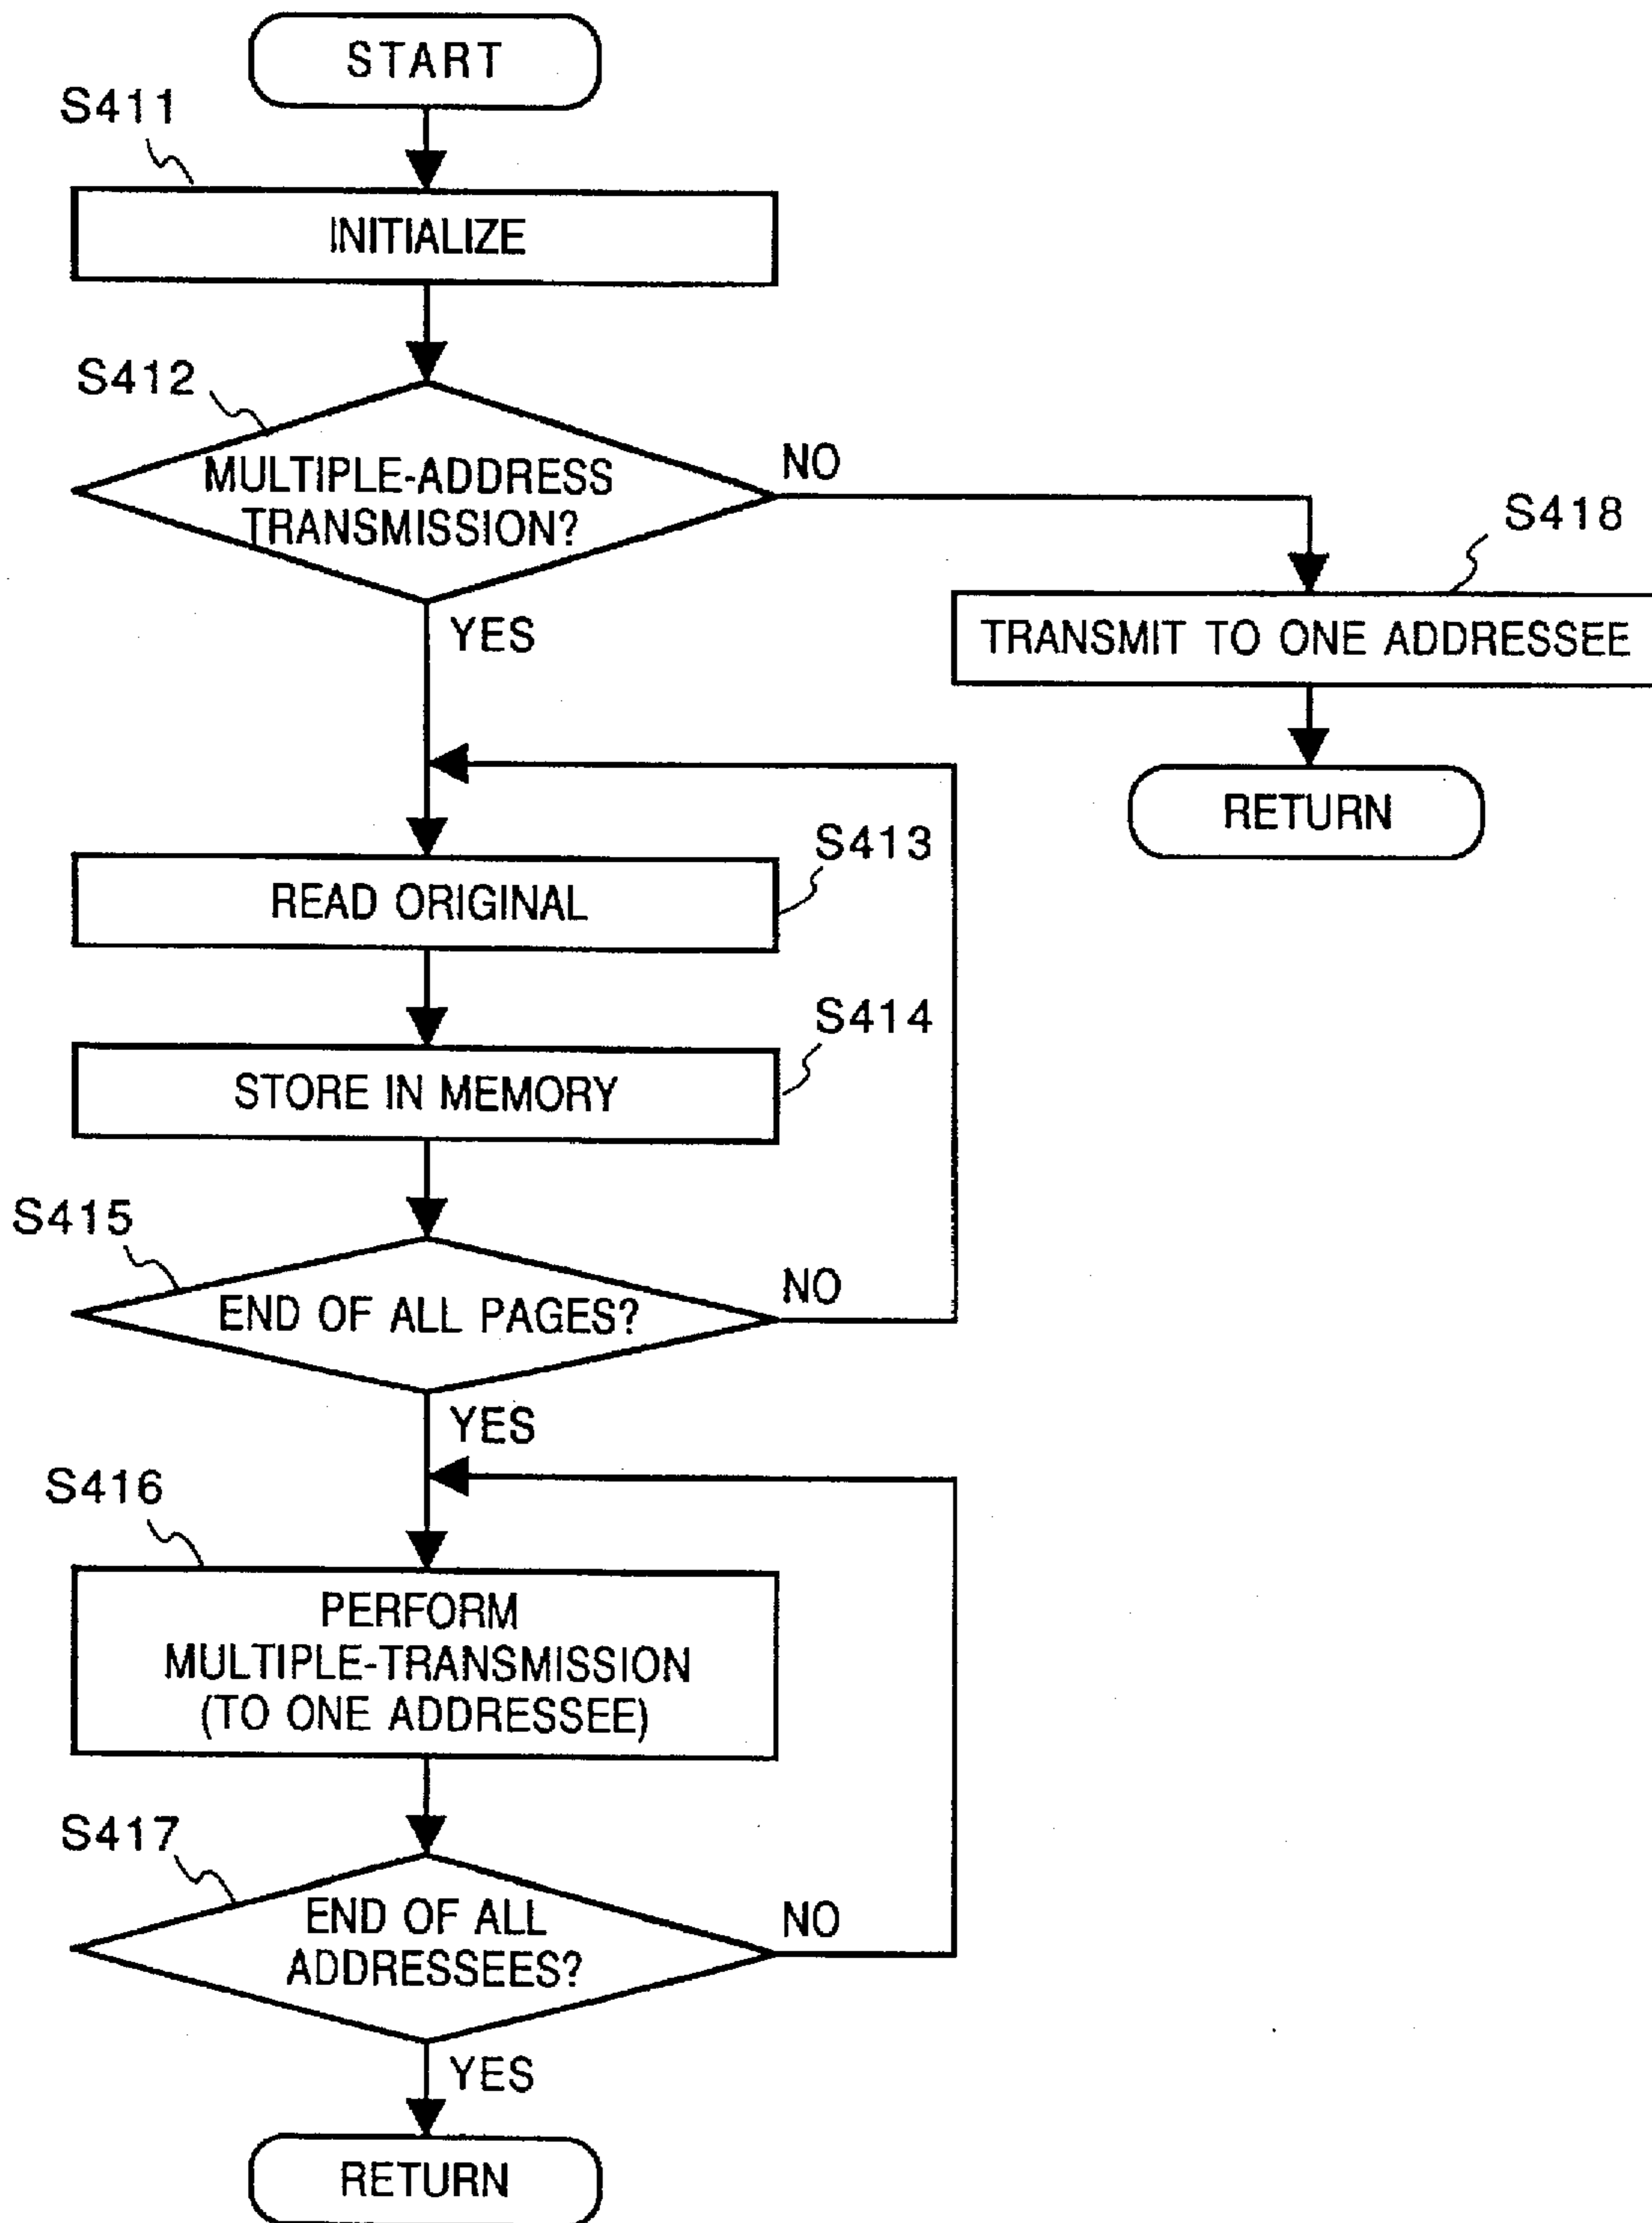 START
S411
INITIALIZE
S412
MULTIPLE-ADDRESS
TRANSMISSION?
NO
YES
S418
TRANSMIT TO ONE ADDRESSEE
RETURN
S413
READ ORIGINAL
S414
STORE IN MEMORY
S415
END OF ALL PAGES?
NO
YES
S416
PERFORM
MULTIPLE-TRANSMISSION
(TO ONE ADDRESSEE)
S417
END OF ALL
ADDRESSEES?
NO
YES
RETURN